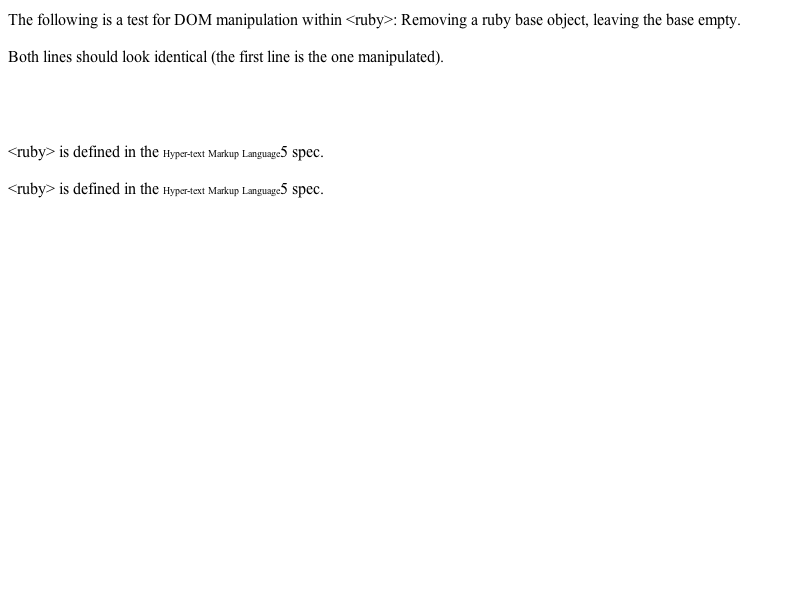 The following is a test for DOM manipulation within <ruby>: Removing a ruby base object, leaving the base empty.
Both lines should look identical (the first line is the one manipulated).
<ruby> is defined in the Hyper-text Markup Language5 spec.
<ruby> is defined in the Hyper-text Markup Language5 spec.